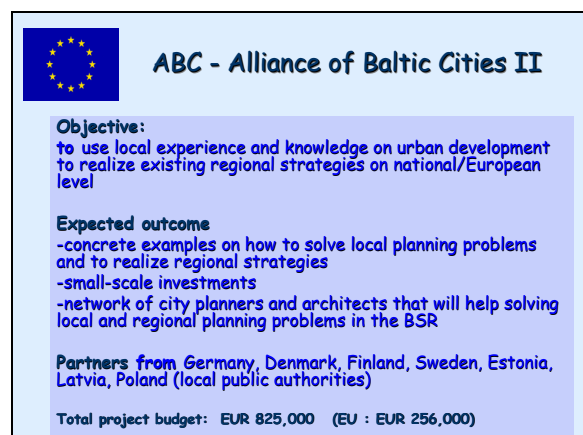 ABC - Alliance of Baltic Cities II
Objective:
to use local experience and knowledge on urban development
to realize existing regional strategies on national/European
level
Expected outcome
-concrete examples on how to solve local planning problems
and to realize regional strategies
-small-scale investments
-network of city planners and architects that will help solving
local and regional planning problems in the BSR
Partners from Germany, Denmark, Finland, Sweden, Estonia,
Latvia, Poland (local public authorities)
Total project budget: EUR 825,000 (EU : EUR 256,000)